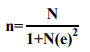 n= N
1+N(e)²